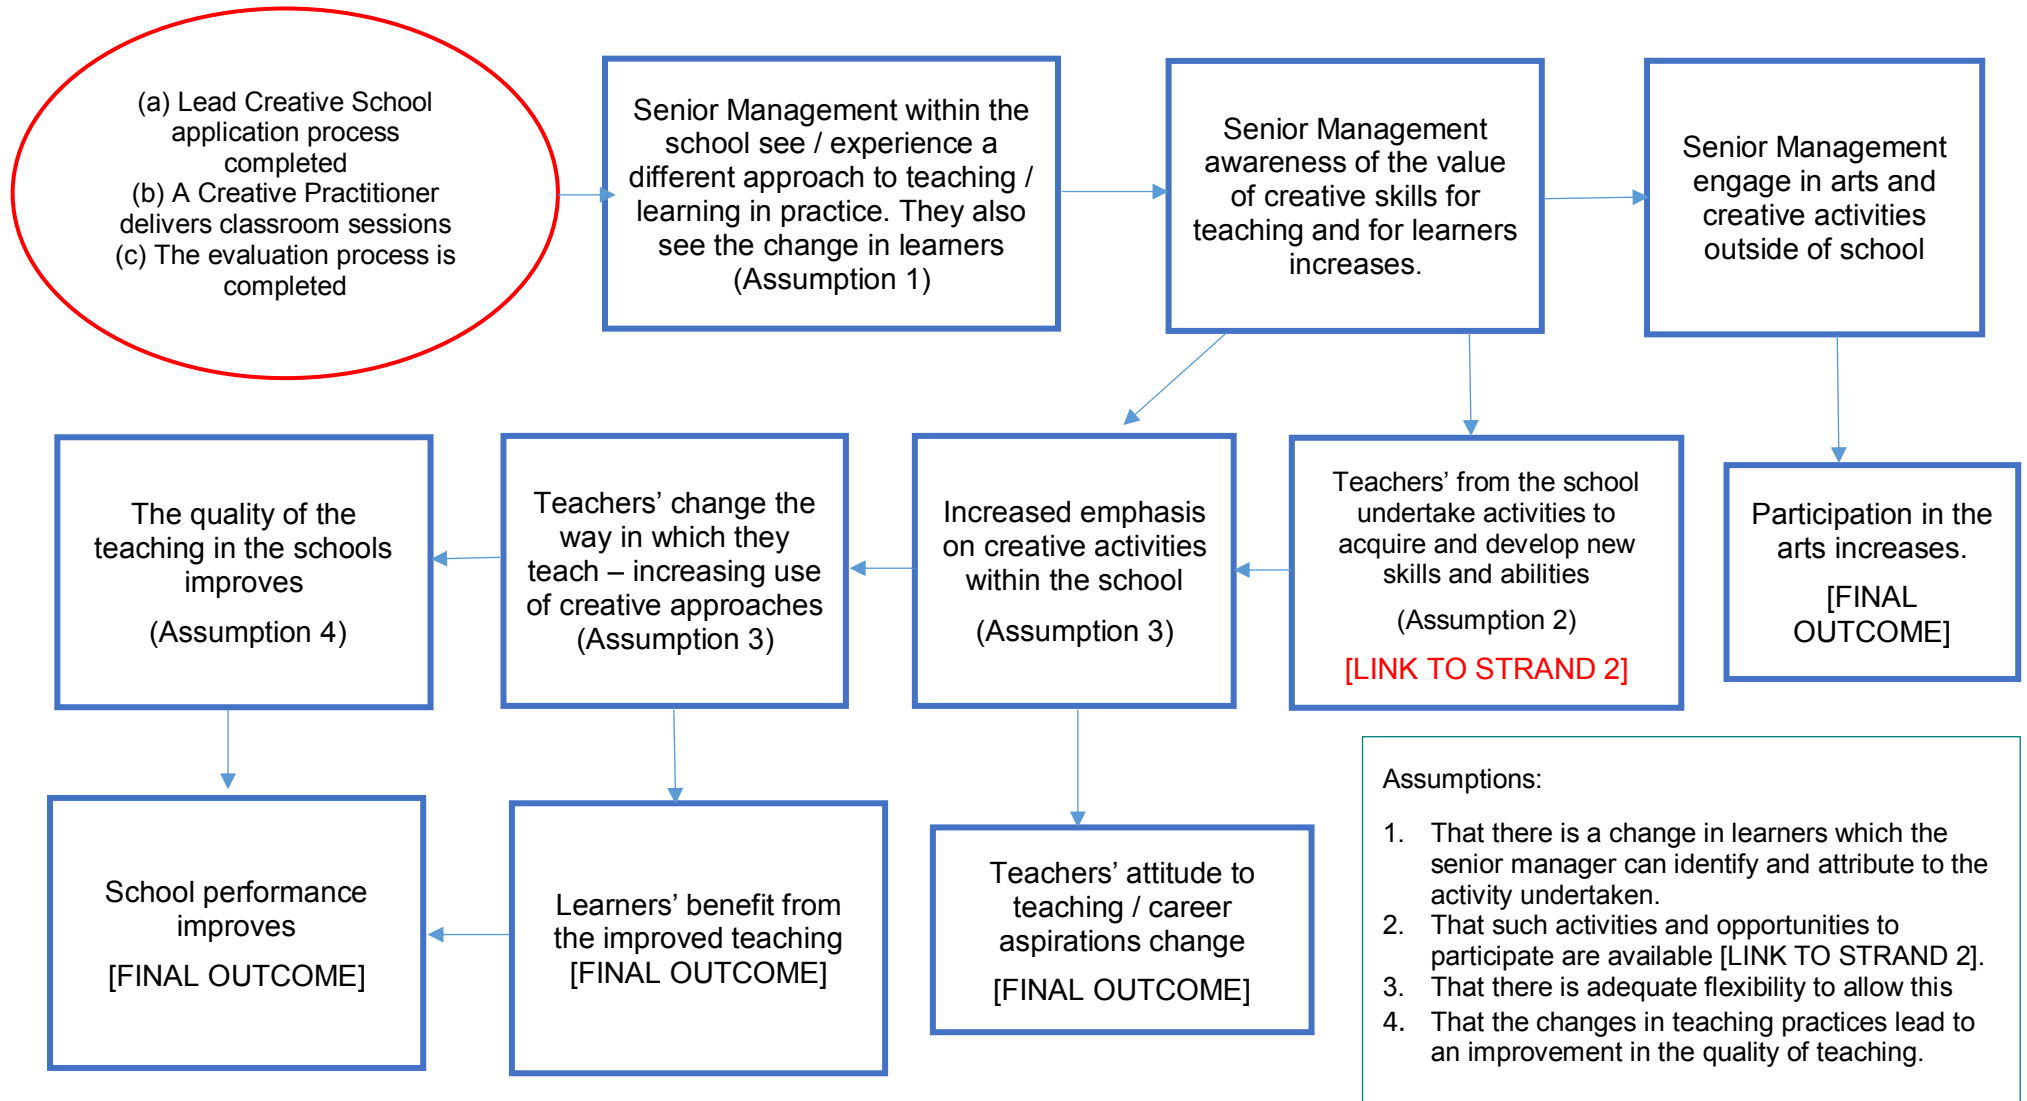 (a) Lead Creative School
application process
completed
(b) A Creative Practitioner
delivers classroom sessions
(c) The evaluation process is
completed
Senior Management within the
school see / experience a
different approach to teaching /
learning in practice. They also
see the change in learners
(Assumption 1)
Senior Management
awareness of the value
of creative skills for
teaching and for learners
increases.
Senior Management
engage in arts and
creative activities
outside of school
The quality of the
teaching in the schools
improves
(Assumption 4)
Teachers’ change the
way in which they
teach – increasing use
of creative approaches
(Assumption 3)
Increased emphasis
on creative activities
within the school
(Assumption 3)
Teachers’ from the school
undertake activities to
acquire and develop new
skills and abilities
(Assumption 2)
[LINK TO STRAND 2]
Participation in the
arts increases.
[FINAL
OUTCOME]
School performance
improves
[FINAL OUTCOME]
Learners’ benefit from
the improved teaching
[FINAL OUTCOME]
Teachers’ attitude to
teaching / career
aspirations change
[FINAL OUTCOME]
Assumptions:
1. That there is a change in learners which the
senior manager can identify and attribute to the
activity undertaken.
2. That such activities and opportunities to
participate are available [LINK TO STRAND 2].
3. That there is adequate flexibility to allow this
4. That the changes in teaching practices lead to
an improvement in the quality of teaching.